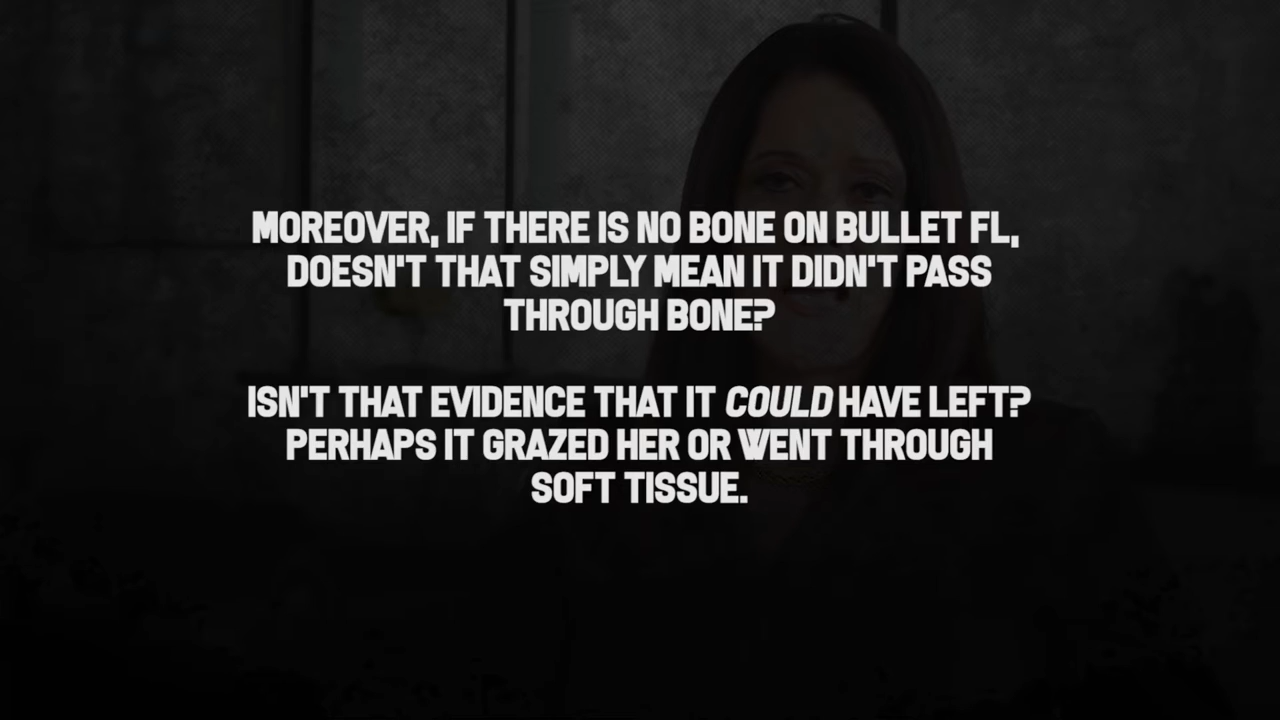 MOREOVER, IF THERE IS NO BONE ON BULLET FL,
DOESN'T THAT SIMPLY MEAN IT DIDN'T PASS
THROUGH BONE?
ISN'T THAT EVIDENCE THAT IT COULD HAVE LEFT?
PERHAPS IT GRAZED HER OR WENT THROUGH
SOFT TISSUE.